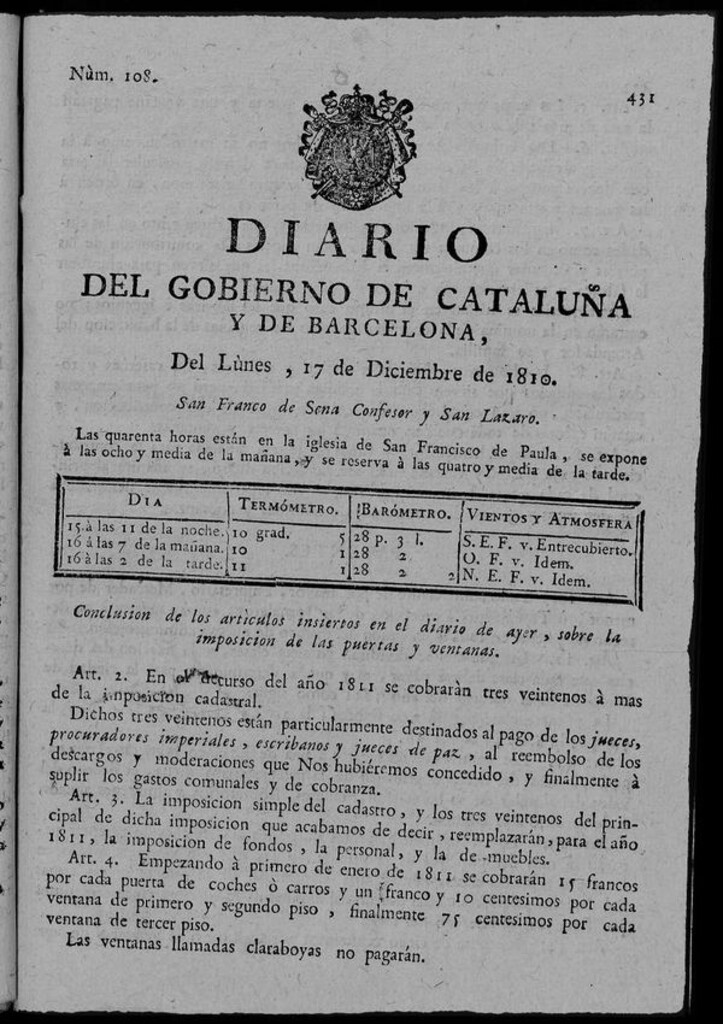 Nùm. 108.
431
DIARIO
DEL GOBIERNO DE CATALUÑA
Y DE BARCELONA,
Del Lùnes , 17 de Diciembre de 1810.
San Franco de Sena Confesor y San Lazaro.
Las quarenta horas están en la iglesia de San Francisco de Paula , se expone
à las ocho y media de la mañana, y se reserva à las quatro y media de la tarde.
DIA TERMÓMETRO. BARÓMETRO. VIENTOS Y ATMOSFERA
15 à las 11 de la noche. 10 grad. 5 28 p. 3 l. S. E. F. v. Entrecubierto.
16 á las 7 de la mañana. 10 1 28 2 O. F. v. Idem.
16 à las 2 de la tarde. 11 1 28 2 2 N. E. F. v. Idem.
Conclusion de los articulos insiertos en el diario de ayer , sobre la
imposicion de las puertas y ventanas.
Art. 2. En el decurso del año 1811 se cobraràn tres veintenos à mas
de la imposicion cadastral.
Dichos tres veintenos están particularmente destinados al pago de los jueces,
procuradores imperiales , escribanos y jueces de paz , al reembolso de los
descargos y moderaciones que Nos hubiéremos concedido , y finalmente à
suplir los gastos comunales y de cobranza.
Art. 3. La imposicion simple del cadastro, y los tres veintenos del prin-
cipal de dicha imposicion que acabamos de decir , reemplazarán, para el año
1811, la imposicion de fondos , la personal, y la de muebles.
Art. 4. Empezando à primero de enero de 1811 se cobrarán 15 francos
por cada puerta de coches ò carros y un franco y 10 centesimos por cada
ventana de primero y segundo piso , finalmente 75 centesimos por cada
ventana de tercer piso.
Las ventanas llamadas claraboyas no pagarán.